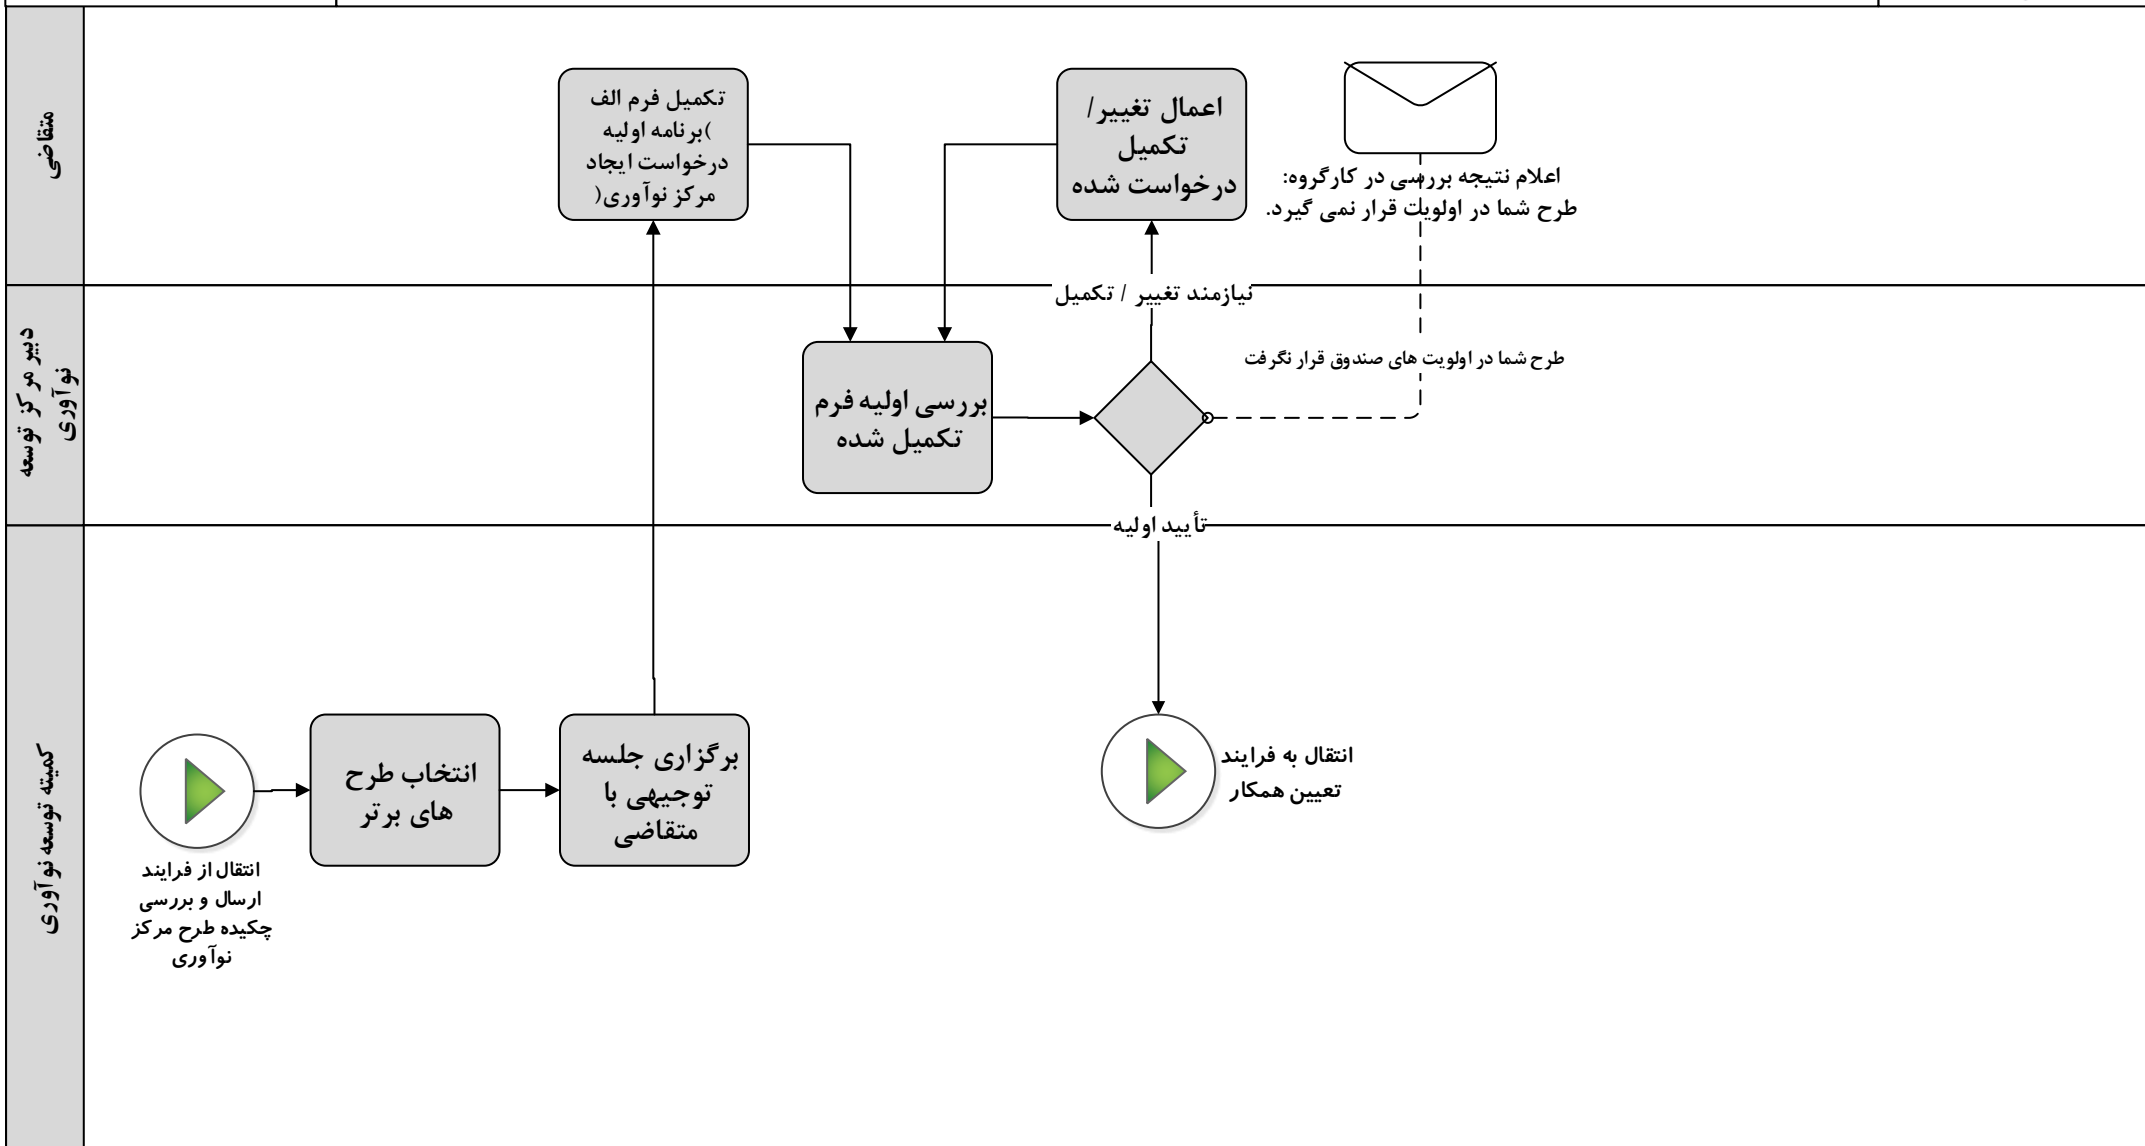 متقاضی
تکمیل فرم الف
)برنامه اولیه
درخواست ایجاد
مرکز نوآوری(
اعمال تغییر/
تکمیل
درخواست شده
اعلام نتیجه بررسی در کارگروه:
طرح شما در اولویت قرار نمی گیرد.
دبیر مرکز توسعه
نوآوری
نیازمند تغییر / تکمیل
طرح شما در اولویت های صندوق قرار نگرفت
بررسی اولیه فرم
تکمیل شده
تأیید اولیه
کمیته توسعه نوآوری
انتقال از فرایند
ارسال و بررسی
چکیده طرح مرکز
نوآوری
انتخاب طرح
های برتر
برگزاری جلسه
توجیهی با
متقاضی
انتقال به فرایند
تعیین همکار